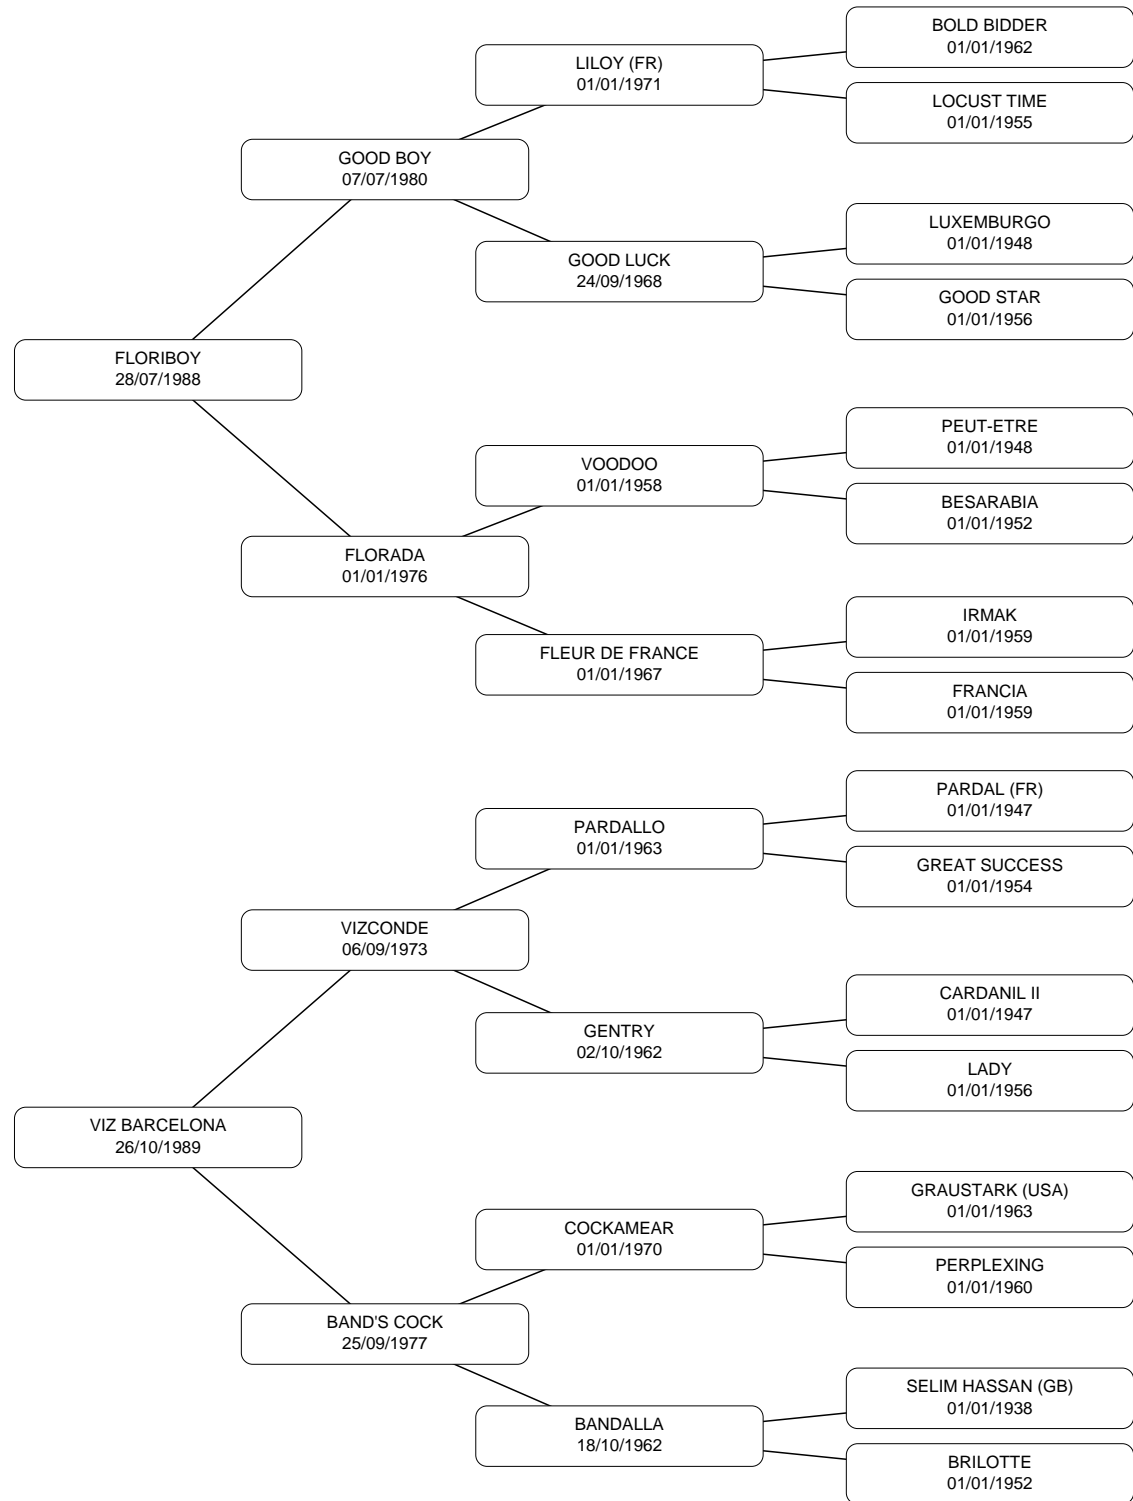 BOLD BIDDER
01/01/1962
LILOY (FR)
01/01/1971
LOCUST TIME
01/01/1955
GOOD BOY
07/07/1980
LUXEMBURGO
01/01/1948
GOOD LUCK
24/09/1968
GOOD STAR
01/01/1956
FLORIBOY
28/07/1988
PEUT-ETRE
01/01/1948
VOODOO
01/01/1958
BESARABIA
01/01/1952
FLORADA
01/01/1976
IRMAK
01/01/1959
FLEUR DE FRANCE
01/01/1967
FRANCIA
01/01/1959
PARDAL (FR)
01/01/1947
PARDALLO
01/01/1963
GREAT SUCCESS
01/01/1954
VIZCONDE
06/09/1973
CARDANIL II
01/01/1947
GENTRY
02/10/1962
LADY
01/01/1956
VIZ BARCELONA
26/10/1989
GRAUSTARK (USA)
01/01/1963
COCKAMEAR
01/01/1970
PERPLEXING
01/01/1960
BAND'S COCK
25/09/1977
SELIM HASSAN (GB)
01/01/1938
BANDALLA
18/10/1962
BRILOTTE
01/01/1952